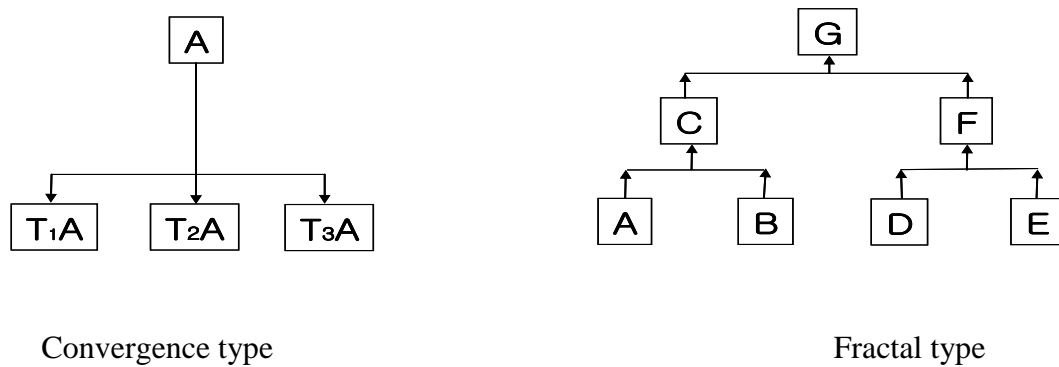 A
T₁A T₂A T₃A
G
C F
A B D E
Convergence type
Fractal type